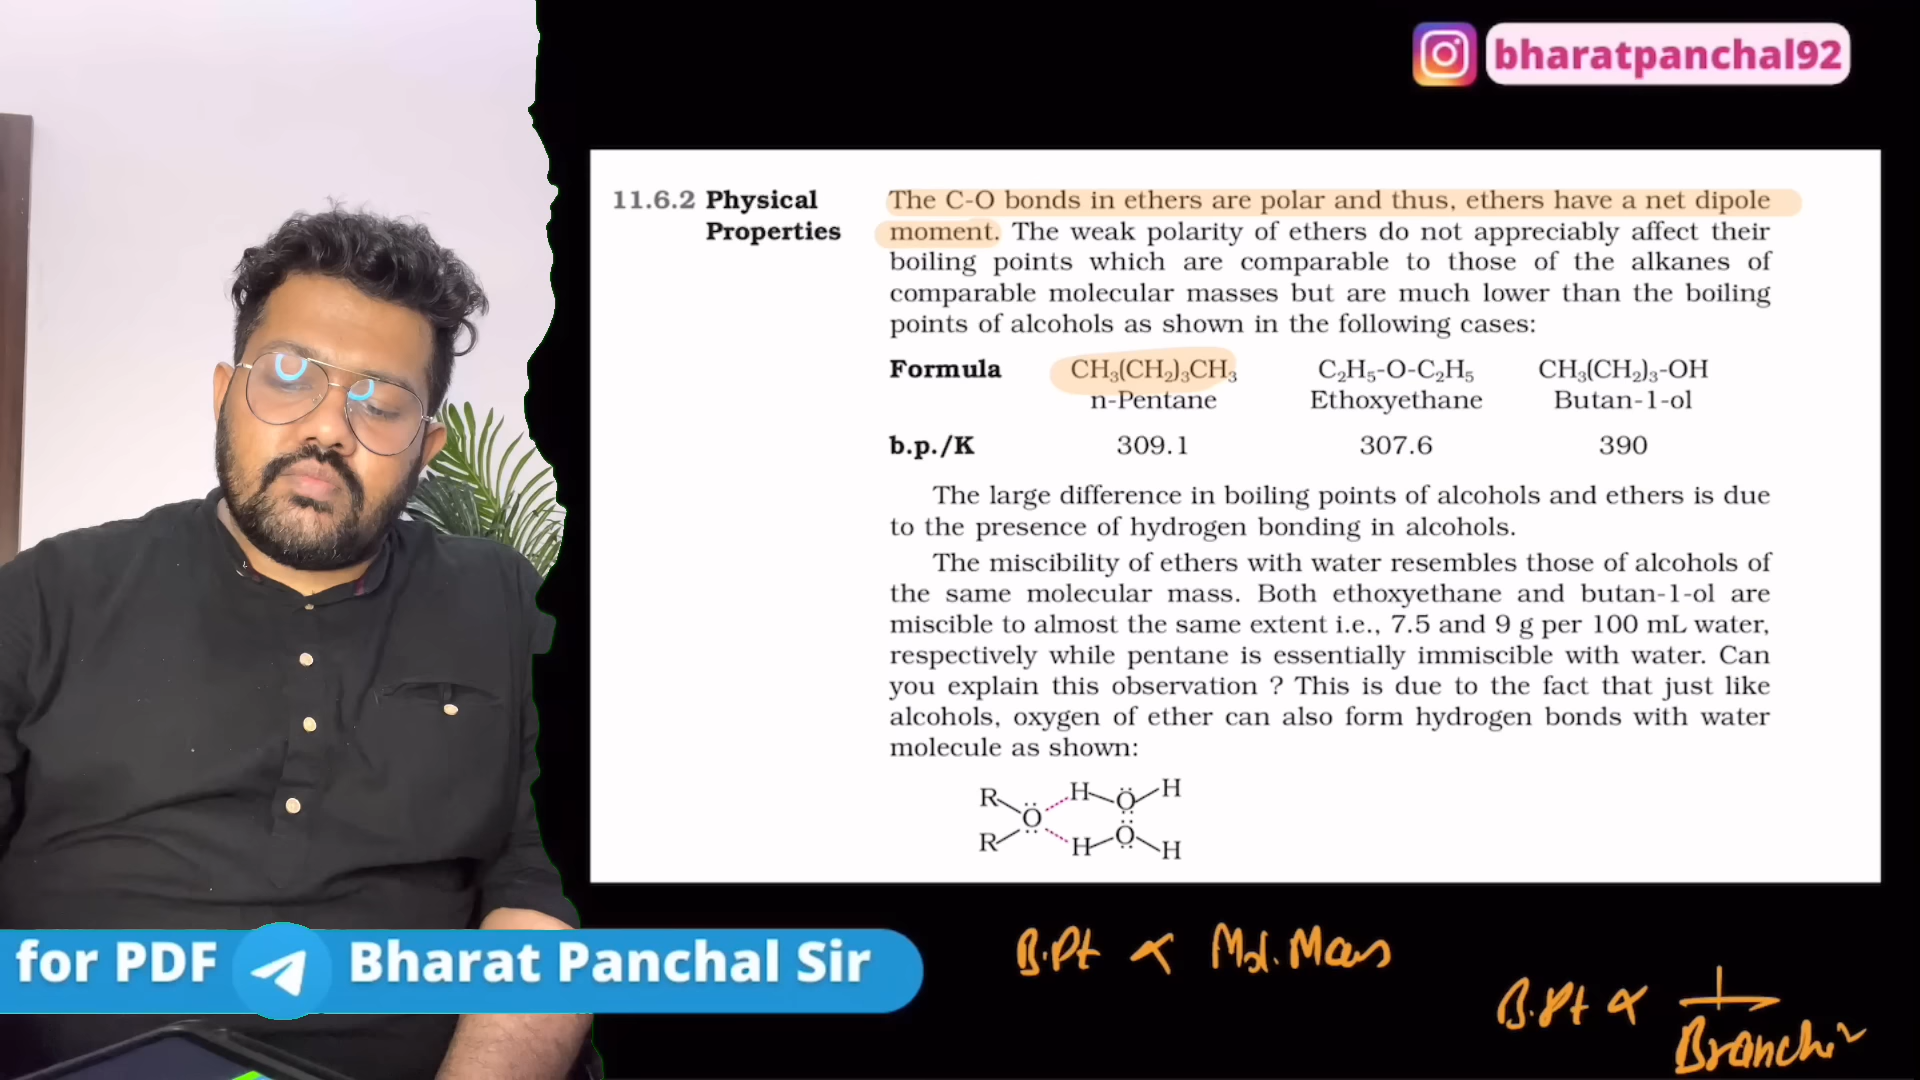 bharatpanchal92
11.6.2 Physical Properties
The C-O bonds in ethers are polar and thus, ethers have a net dipole
moment. The weak polarity of ethers do not appreciably affect their
boiling points which are comparable to those of the alkanes of
comparable molecular masses but are much lower than the boiling
points of alcohols as shown in the following cases:
Formula CH₃(CH₂)₃CH₃ C₂H₅-O-C₂H₅ CH₃(CH₂)₃-OH
n-Pentane Ethoxyethane Butan-1-ol
b.p./K 309.1 307.6 390
The large difference in boiling points of alcohols and ethers is due
to the presence of hydrogen bonding in alcohols.
The miscibility of ethers with water resembles those of alcohols of
the same molecular mass. Both ethoxyethane and butan-1-ol are
miscible to almost the same extent i.e., 7.5 and 9 g per 100 mL water,
respectively while pentane is essentially immiscible with water. Can
you explain this observation ? This is due to the fact that just like
alcohols, oxygen of ether can also form hydrogen bonds with water
molecule as shown:
R O H O H
R H O H
for PDF Bharat Panchal Sir
B.Pt ∝ Mol. Mass
B.Pt ∝ 1